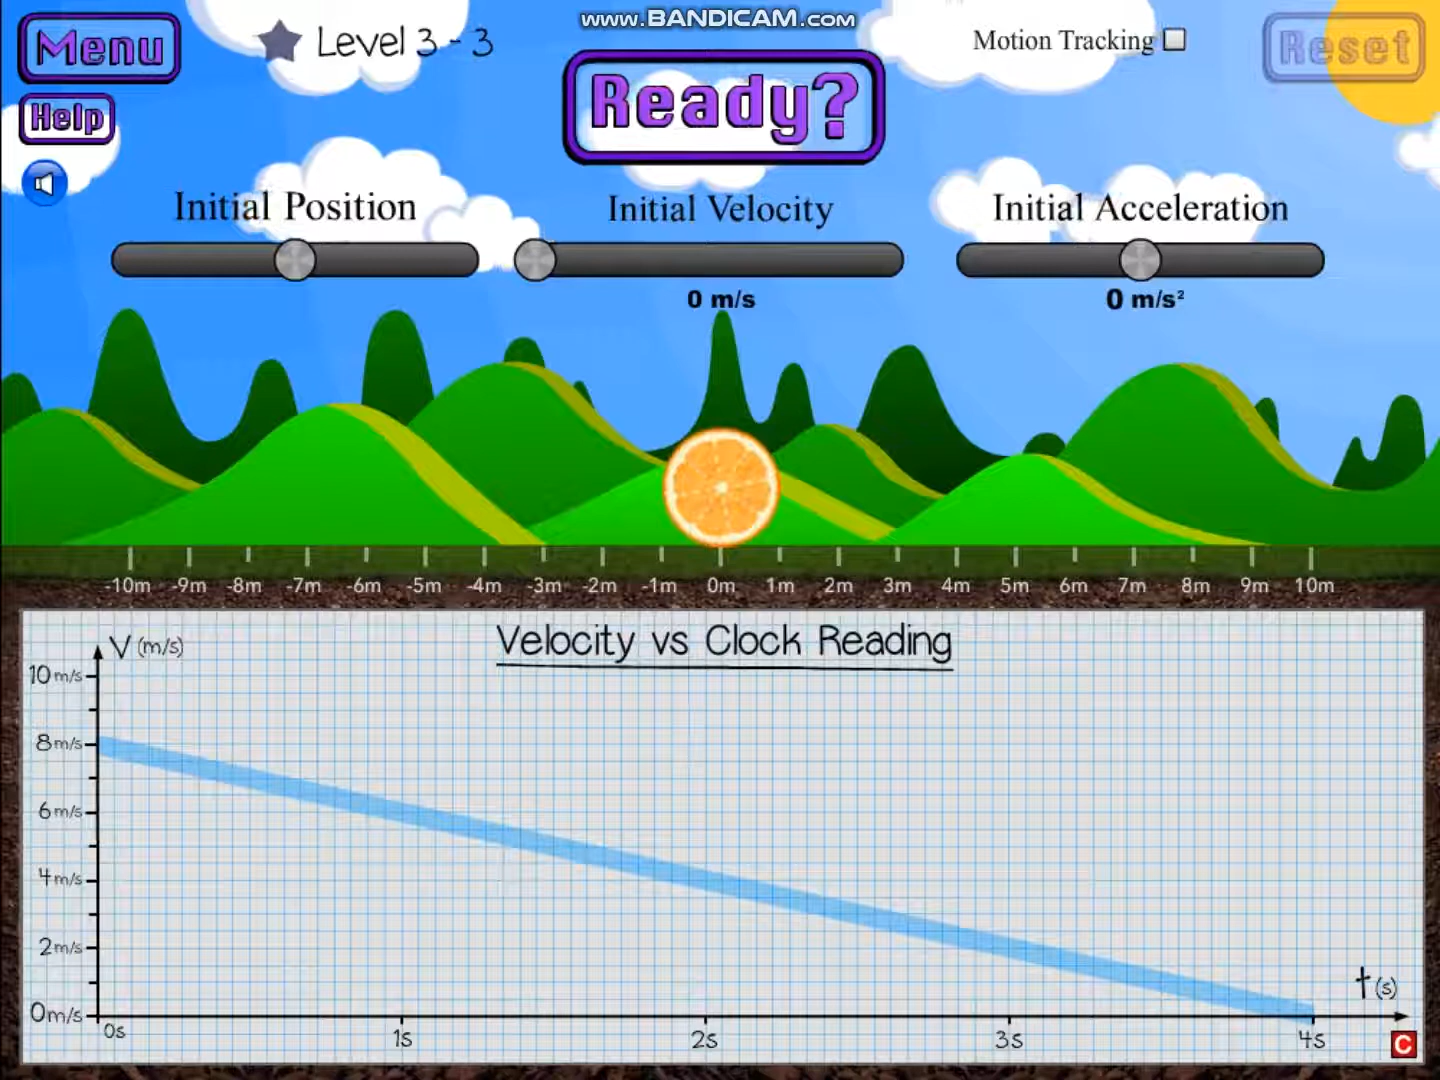 www.BANDICAM.com
Menu
Level 3 - 3
Motion Tracking
Reset
Ready?
Help
Initial Position
Initial Velocity
Initial Acceleration
0 m/s
0 m/s²
-10m -9m -8m -7m -6m -5m -4m -3m -2m -1m 0m 1m 2m 3m 4m 5m 6m 7m 8m 9m 10m
Velocity vs Clock Reading
V (m/s)
10 m/s
8 m/s
6 m/s
4 m/s
2 m/s
0 m/s
t (s)
0s 1s 2s 3s 4s
C